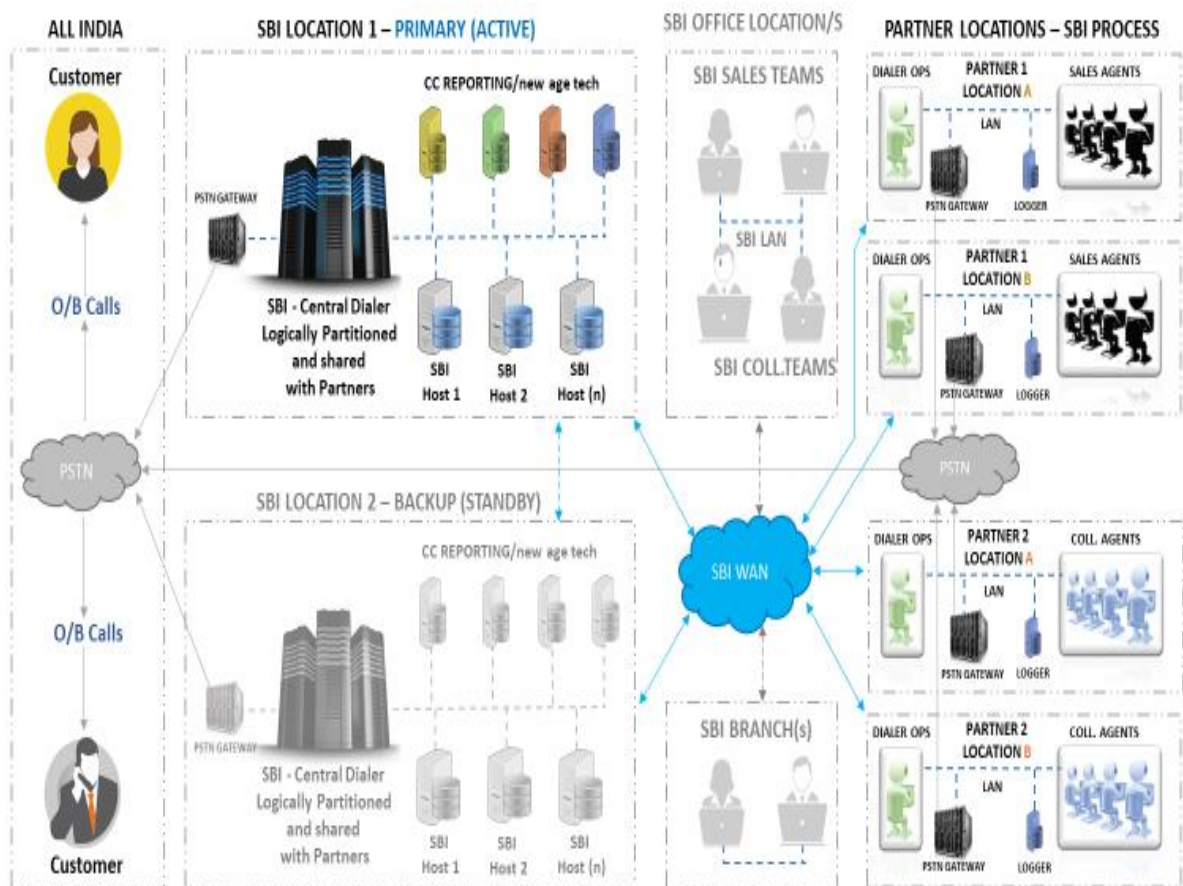 ALL INDIA
Customer
O/B Calls
PSTN
O/B Calls
Customer
SBI LOCATION 1 – PRIMARY (ACTIVE)
CC REPORTING/new age tech
PSTN GATEWAY
SBI - Central Dialer
Logically Partitioned
and shared
with Partners
SBI
Host 1
SBI
Host 2
SBI
Host (n)
SBI LOCATION 2 – BACKUP (STANDBY)
CC REPORTING/new age tech
PSTN GATEWAY
SBI - Central Dialer
Logically Partitioned
and shared
with Partners
SBI
Host 1
SBI
Host 2
SBI
Host (n)
SBI OFFICE LOCATION/S
SBI SALES TEAMS
SBI LAN
SBI COLL.TEAMS
SBI WAN
SBI BRANCH(s)
PARTNER LOCATIONS – SBI PROCESS
DIALER OPS
PARTNER 1
LOCATION A
SALES AGENTS
LAN
PSTN GATEWAY
LOGGER
DIALER OPS
PARTNER 1
LOCATION B
SALES AGENTS
LAN
PSTN GATEWAY
LOGGER
PSTN
DIALER OPS
PARTNER 2
LOCATION A
COLL. AGENTS
LAN
PSTN GATEWAY
LOGGER
DIALER OPS
PARTNER 2
LOCATION B
COLL. AGENTS
LAN
PSTN GATEWAY
LOGGER